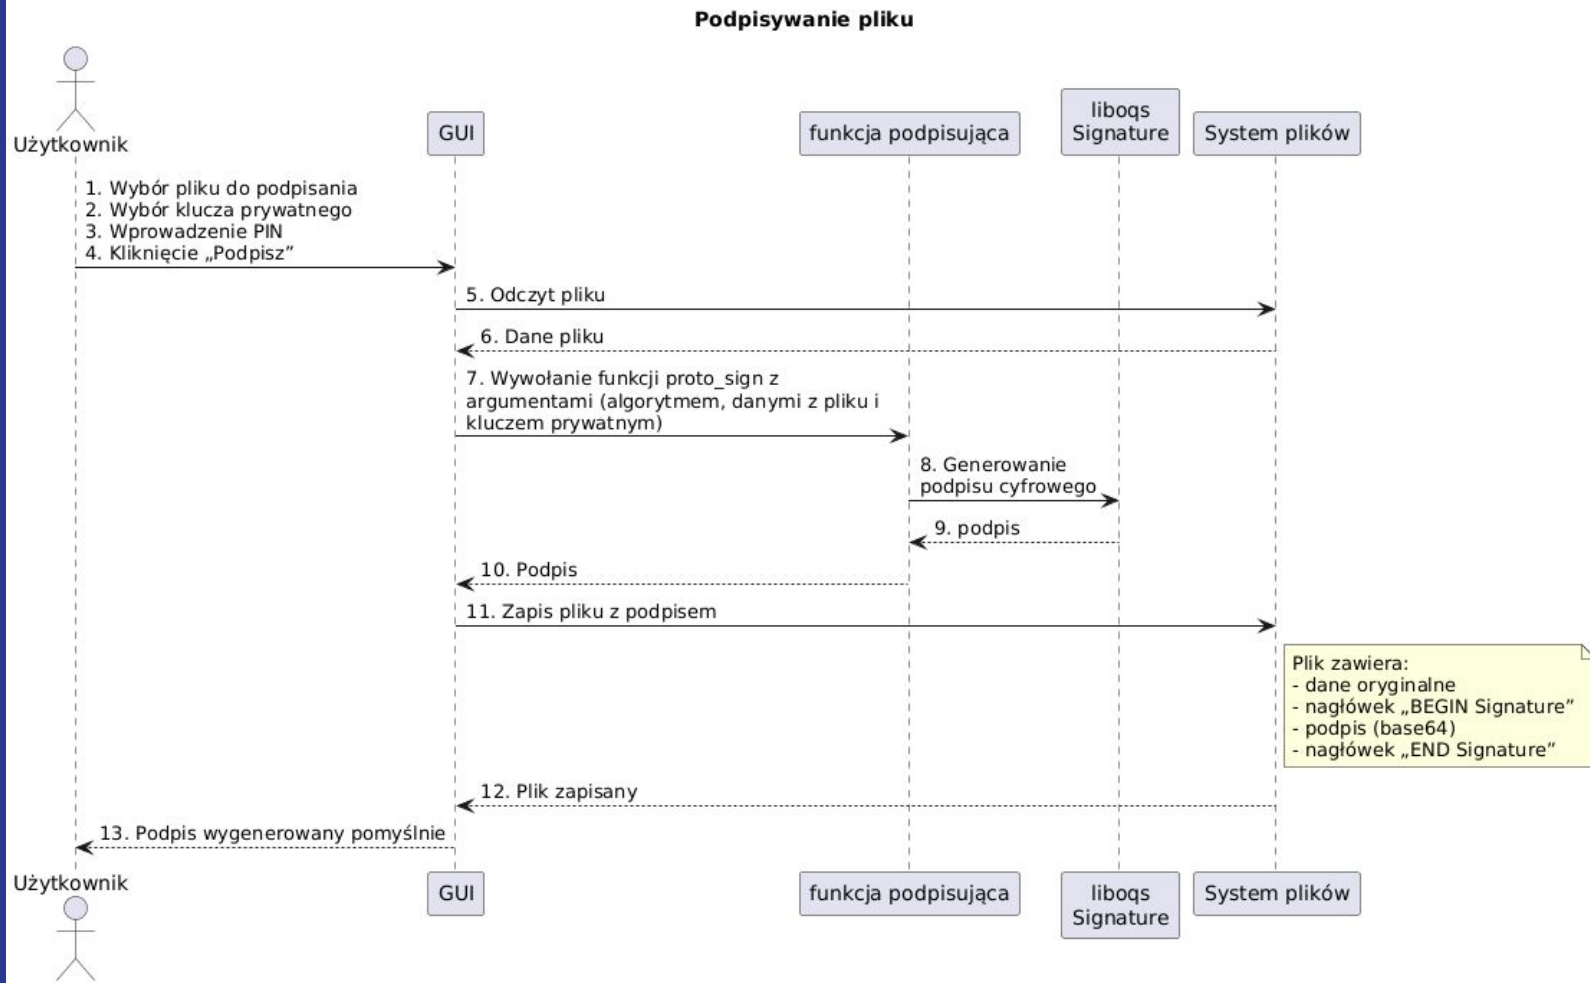 Podpisywanie pliku
Użytkownik
GUI
funkcja podpisująca
liboqs
Signature
System plików
1. Wybór pliku do podpisania
2. Wybór klucza prywatnego
3. Wprowadzenie PIN
4. Kliknięcie „Podpisz”
5. Odczyt pliku
6. Dane pliku
7. Wywołanie funkcji proto_sign z
argumentami (algorytmem, danymi z pliku i
kluczem prywatnym)
8. Generowanie
podpisu cyfrowego
9. podpis
10. Podpis
11. Zapis pliku z podpisem
Plik zawiera:
- dane oryginalne
- nagłówek „BEGIN Signature”
- podpis (base64)
- nagłówek „END Signature”
12. Plik zapisany
13. Podpis wygenerowany pomyślnie
Użytkownik
GUI
funkcja podpisująca
liboqs
Signature
System plików